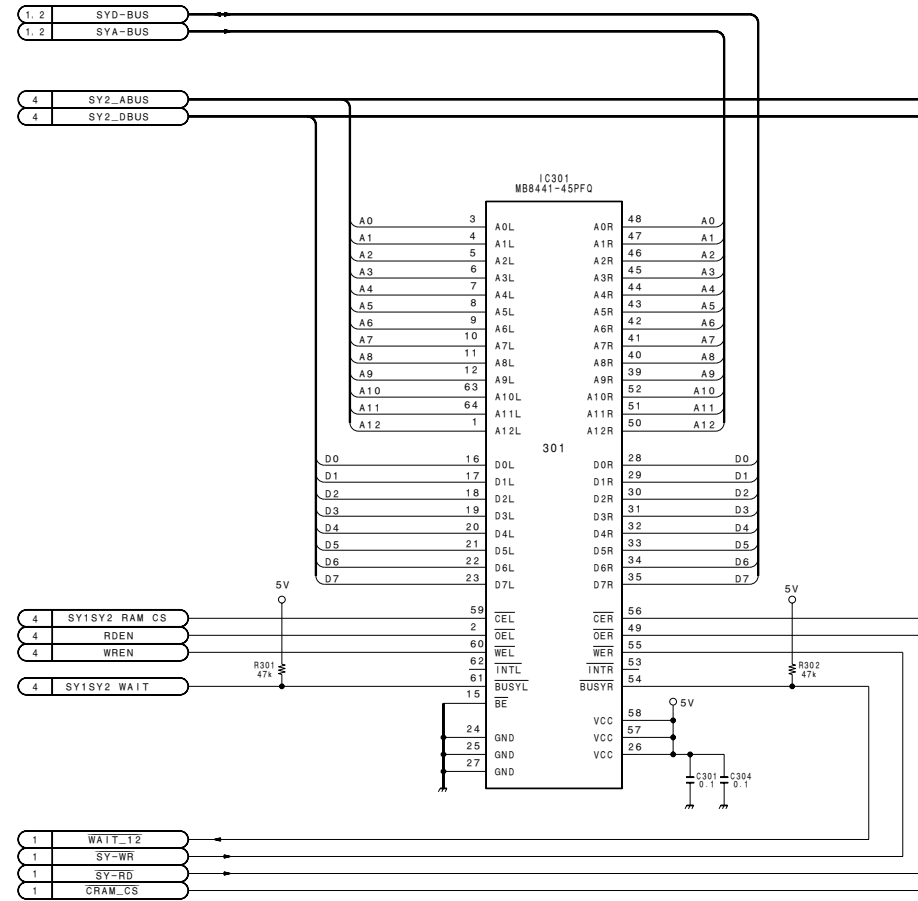 1, 2 SYD-BUS
1, 2 SYA-BUS
4 SY2_ABUS
4 SY2_DBUS
IC301
MB8441-45PFQ
A0 3 A0L A0R 48 A0
A1 4 A1L A1R 47 A1
A2 5 A2L A2R 46 A2
A3 6 A3L A3R 45 A3
A4 7 A4L A4R 44 A4
A5 8 A5L A5R 43 A5
A6 9 A6L A6R 42 A6
A7 10 A7L A7R 41 A7
A8 11 A8L A8R 40 A8
A9 12 A9L A9R 39 A9
A10 63 A10L A10R 52 A10
A11 64 A11L A11R 51 A11
A12 1 A12L A12R 50 A12
301
D0 16 D0L D0R 28 D0
D1 17 D1L D1R 29 D1
D2 18 D2L D2R 30 D2
D3 19 D3L D3R 31 D3
D4 20 D4L D4R 32 D4
D5 21 D5L D5R 33 D5
D6 22 D6L D6R 34 D6
D7 23 D7L D7R 35 D7
5V 5V
4 SY1SY2 RAM CS 59 CEL CER 56
4 RDEN 2 OEL OER 49
4 WREN 60 WEL WER 55
R301 62 INTL INTR 53 R302
47k 47k
4 SY1SY2 WAIT 61 BUSYL BUSYR 54
15 BE 5V
VCC 58
24 GND VCC 57
25 GND VCC 26
27 GND
C301 C304
0.1 0.1
1 WAIT_12
1 SY-WR
1 SY-RD
1 CRAM_CS